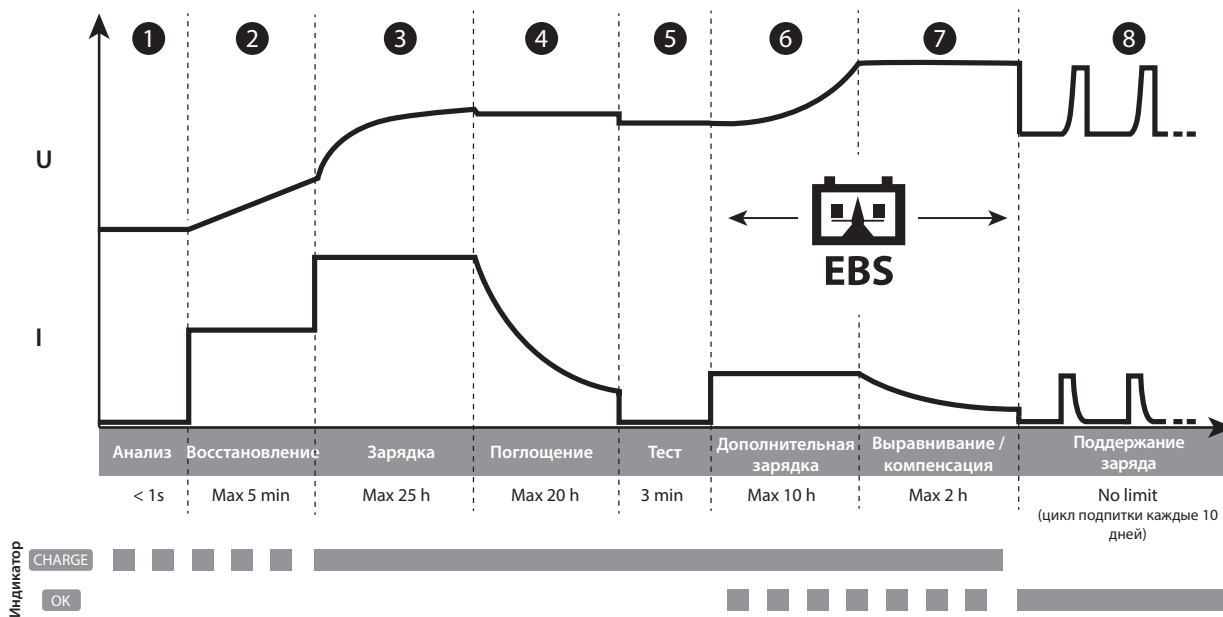 1 2 3 4 5 6 7 8
U
EBS
I
Анализ Восстановление Зарядка Поглощение Тест Дополнительная зарядка Выравнивание / компенсация Поддержание заряда
< 1s Max 5 min Max 25 h Max 20 h 3 min Max 10 h Max 2 h No limit
(цикл подпитки каждые 10
дней)
Индикатор
CHARGE
OK